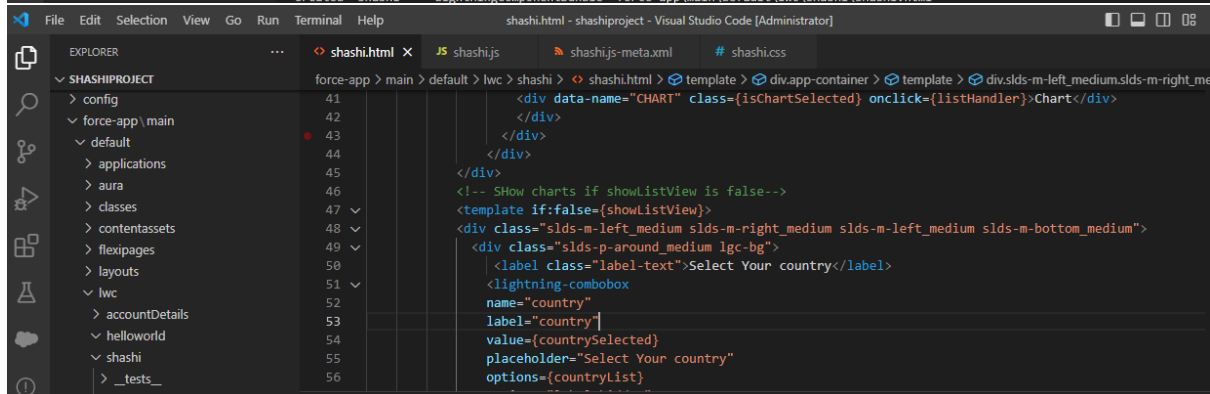 File Edit Selection View Go Run Terminal Help shashi.html - shashiproject - Visual Studio Code [Administrator]
EXPLORER ...
SHASHIPROJECT
config
force-app\main
default
applications
aura
classes
contentassets
flexipages
layouts
lwc
accountDetails
helloworld
shashi
__tests__
shashi.html JS shashi.js shashi.js-meta.xml # shashi.css
force-app > main > default > lwc > shashi > shashi.html > template > div.app-container > template > div.slds-m-left_medium.slds-m-right_me
41 <div data-name="CHART" class={isChartSelected} onclick={listHandler}>Chart</div>
42 </div>
43 </div>
44 </div>
45 </div>
46 <!-- SHow charts if showListView is false-->
47 <template if:false={showListView}>
48 <div class="slds-m-left_medium slds-m-right_medium slds-m-left_medium slds-m-bottom_medium">
49 <div class="slds-p-around_medium lgc-bg">
50 <label class="label-text">Select Your country</label>
51 <lightning-combobox
52 name="country"
53 label="country"
54 value={countrySelected}
55 placeholder="Select Your country"
56 options={countryList}